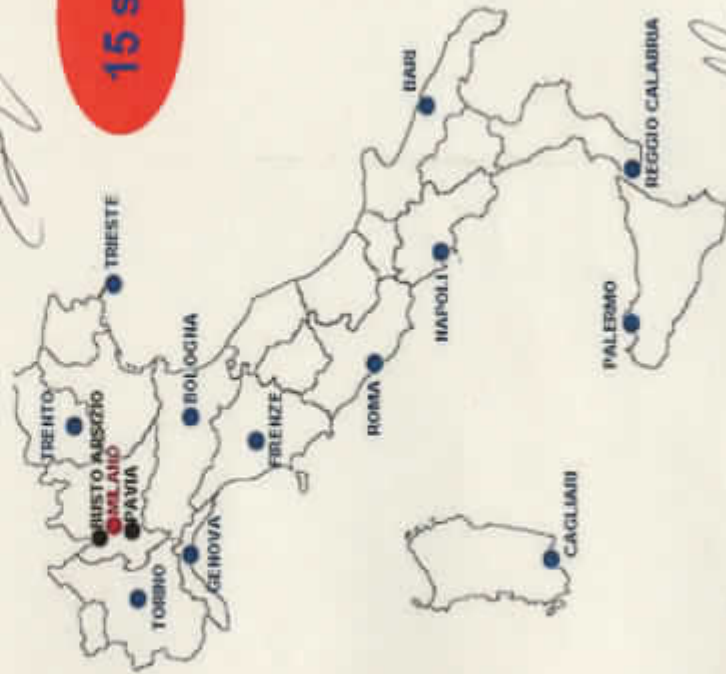 15 s
TRENTO
TRIESTE
BUSTO ARSIZIO
MILANO
PAVIA
TORINO
GENOVA
BOLOGNA
FIRENZE
ROMA
NAPOLI
BARI
CAGLIARI
PALERMO
REGGIO CALABRIA